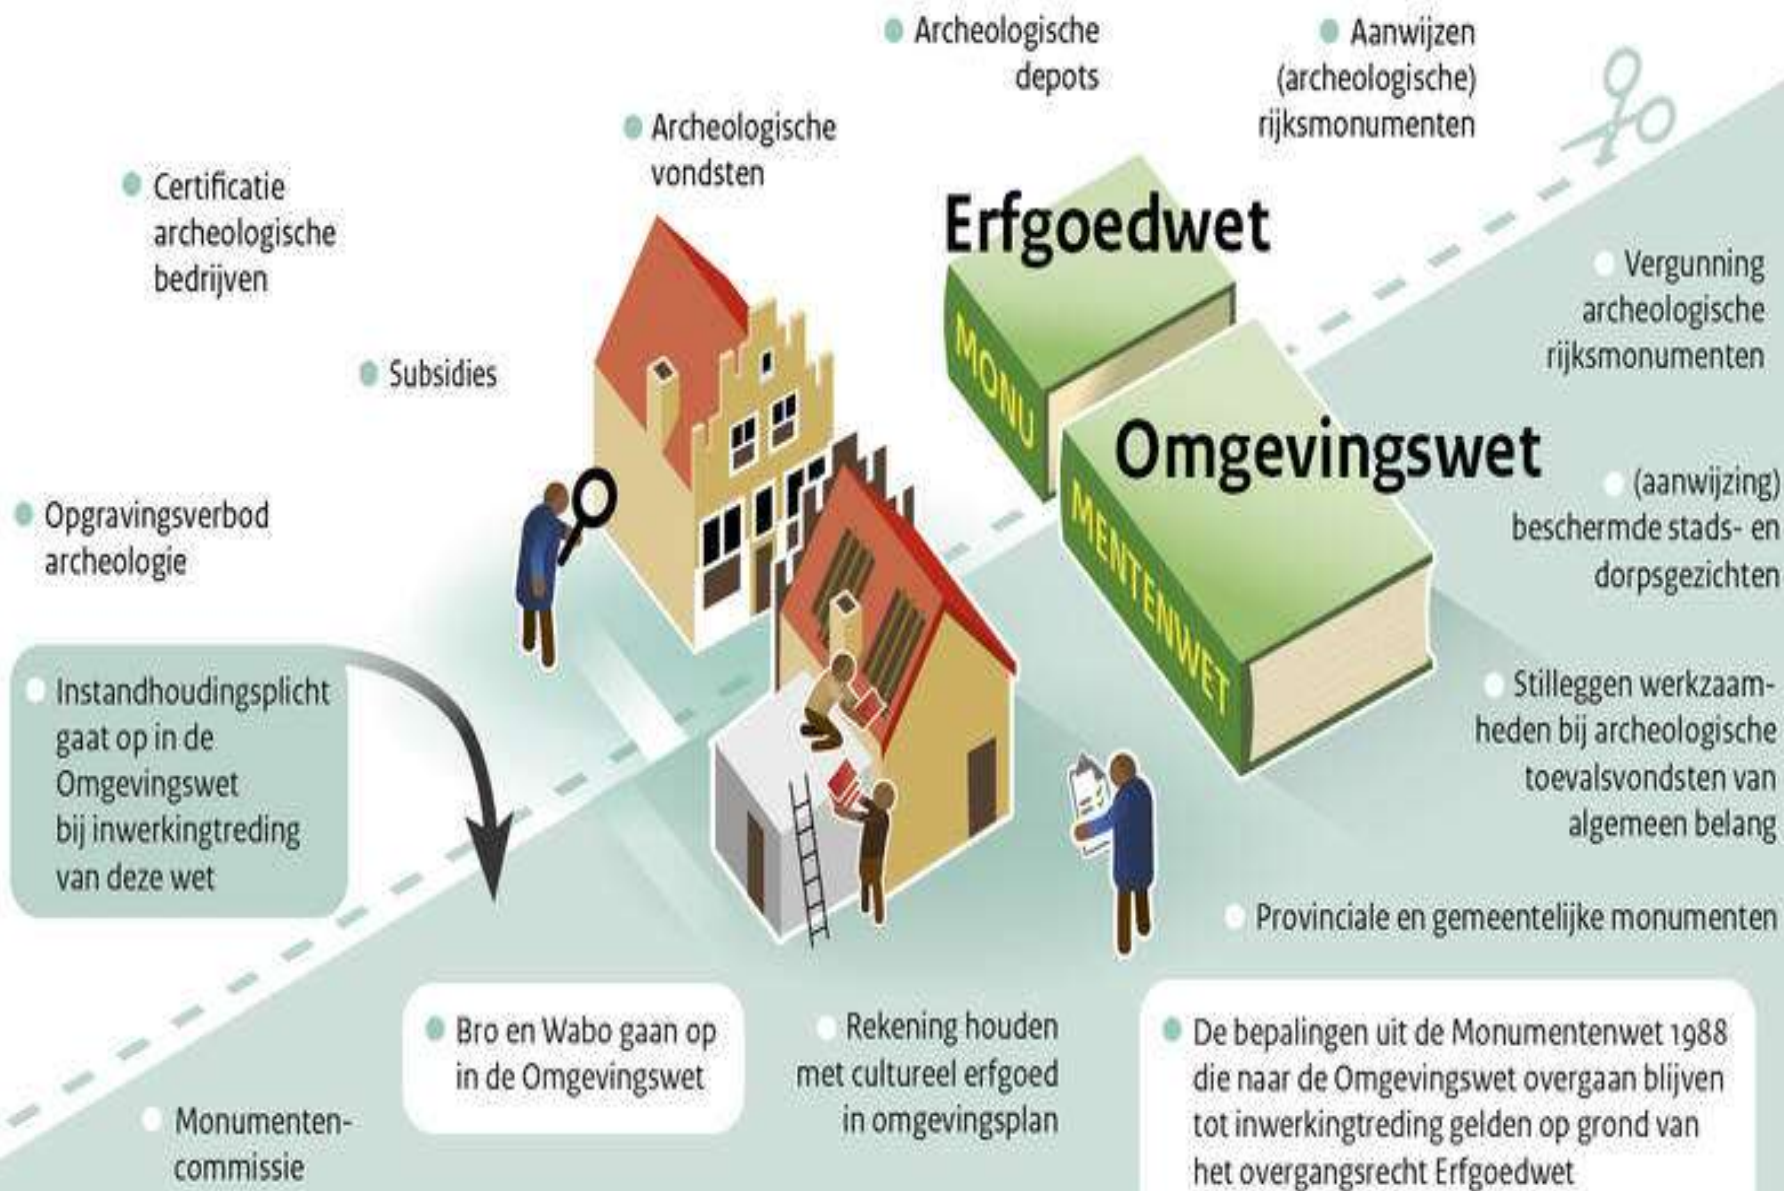 Archeologische
depots
Aanwijzen
(archeologische)
rijksmonumenten
Archeologische
vondsten
Certificatie
archeologische
bedrijven
Subsidies
Opgravingsverbod
archeologie
Erfgoedwet
MONU
Omgevingswet
MENTENWET
Vergunning
archeologische
rijksmonumenten
(aanwijzing)
beschermde stads- en
dorpsgezichten
Stilleggen werkzaam-
heden bij archeologische
toevalsvondsten van
algemeen belang
Provinciale en gemeentelijke monumenten
Instandhoudingsplicht
gaat op in de
Omgevingswet
bij inwerkingtreding
van deze wet
Bro en Wabo gaan op
in de Omgevingswet
Rekening houden
met cultureel erfgoed
in omgevingsplan
De bepalingen uit de Monumentenwet 1988
die naar de Omgevingswet overgaan blijven
tot inwerkingtreding gelden op grond van
het overgangsrecht Erfgoedwet
Monumenten-
commissie